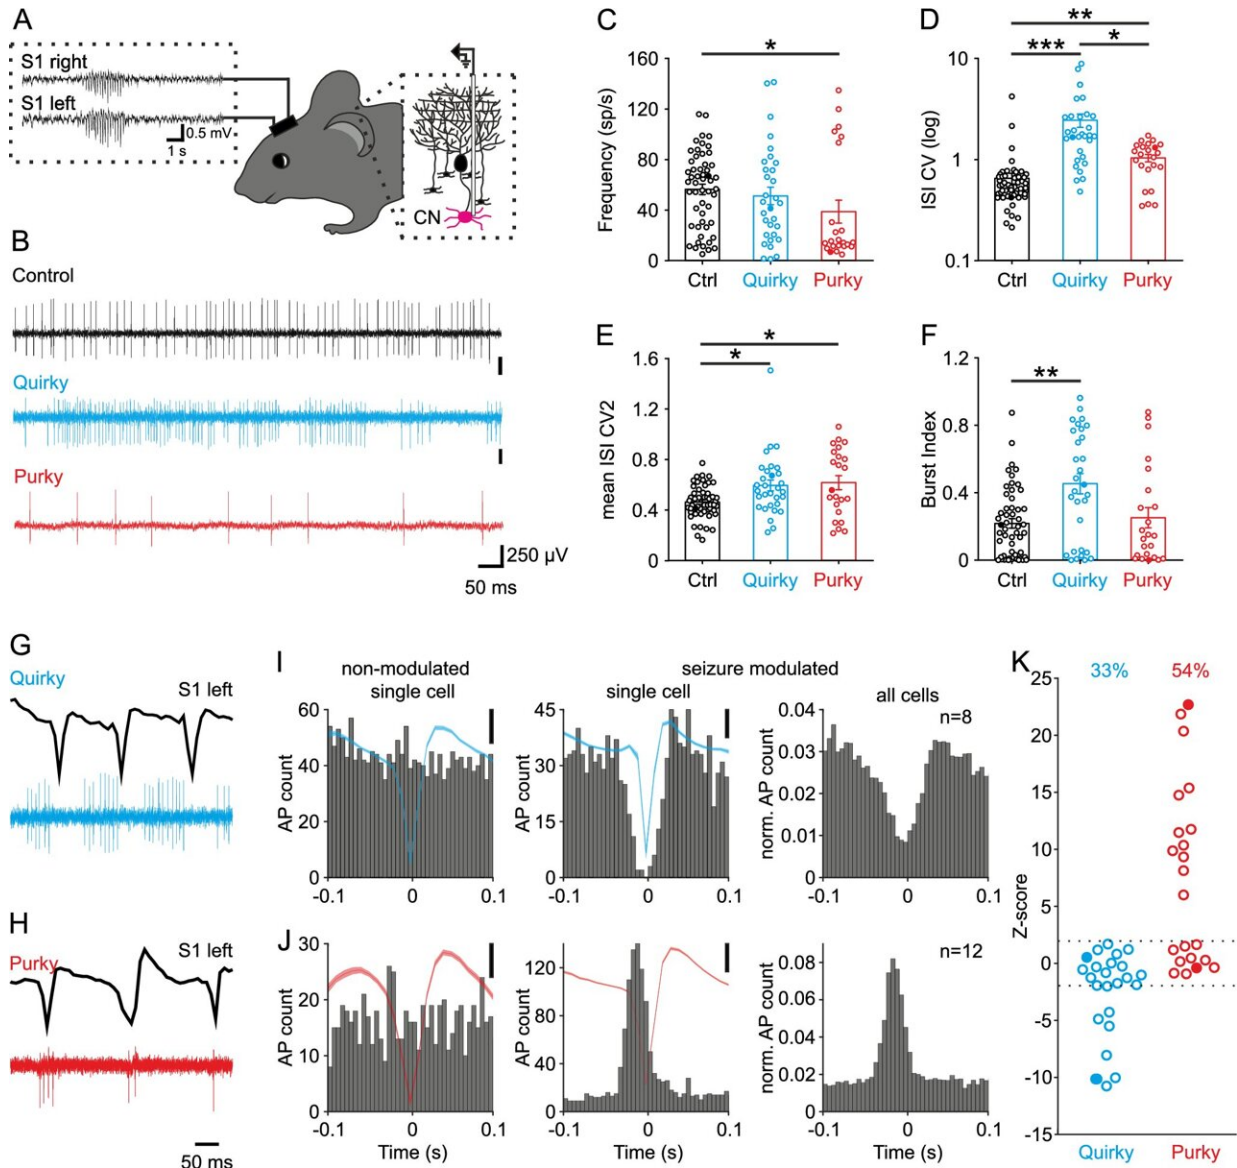 A
S1 right
S1 left
0.5 mV
1 s
CN
B
Control
Quirky
Purky
250 µV
50 ms
C
Frequency (sp/s)
160
120
80
40
0
*
Ctrl Quirky Purky
D
ISI CV (log)
10
1
0.1
**
*** *
Ctrl Quirky Purky
E
mean ISI CV2
1.6
1.2
0.8
0.4
0
*
*
Ctrl Quirky Purky
F
Burst Index
1.2
0.8
0.4
0
**
Ctrl Quirky Purky
G
Quirky
S1 left
H
Purky
S1 left
50 ms
I
non-modulated
single cell
seizure modulated
single cell
all cells
AP count
60
40
20
0
-0.1 0 0.1
AP count
45
30
15
0
-0.1 0 0.1
norm. AP count
0.04
0.03
0.02
0.01
0
n=8
-0.1 0 0.1
J
AP count
30
20
10
0
-0.1 0 0.1
Time (s)
AP count
120
80
40
0
-0.1 0 0.1
Time (s)
norm. AP count
0.08
0.06
0.04
0.02
0
n=12
-0.1 0 0.1
Time (s)
K
33% 54%
Z-score
25
20
15
10
5
0
-5
-10
-15
Quirky Purky